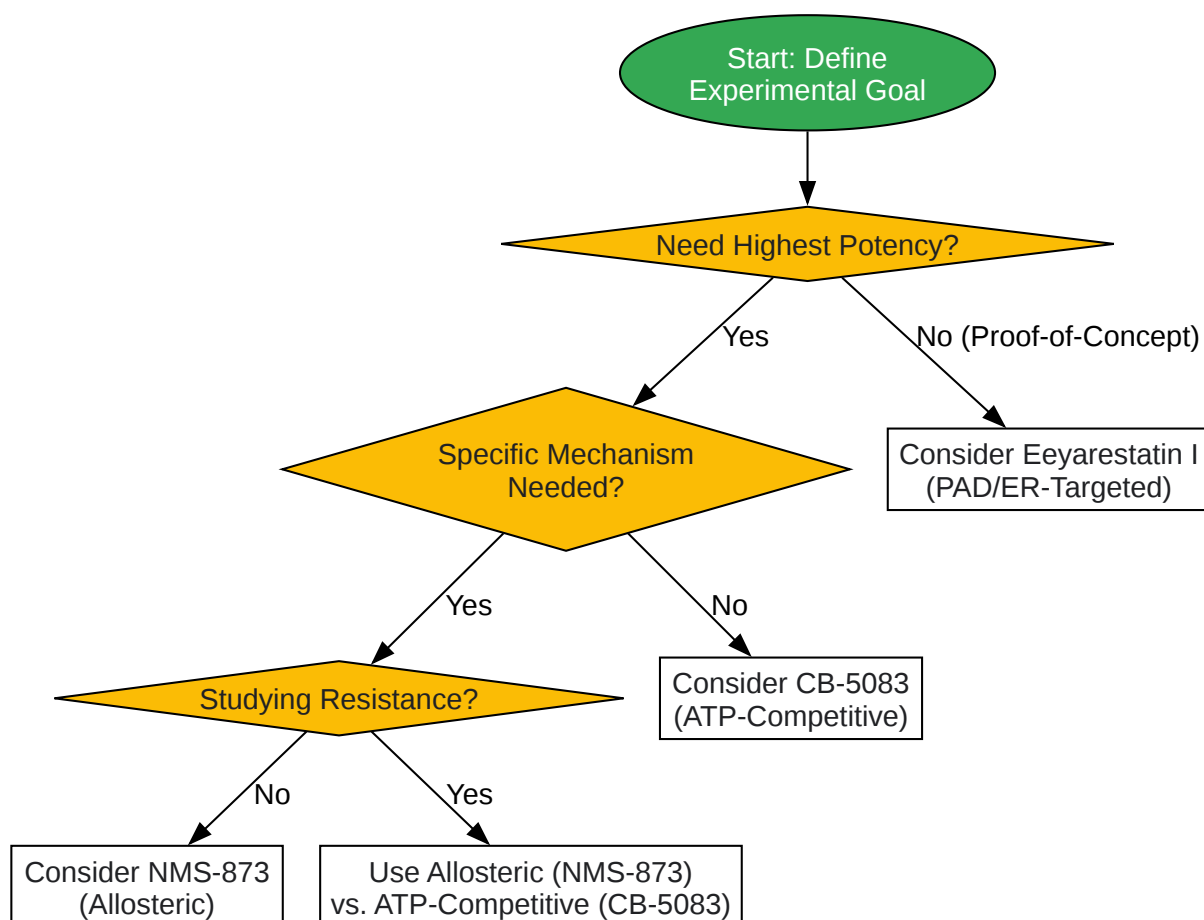 Start: Define
Experimental Goal
Need Highest Potency?
Yes
No (Proof-of-Concept)
Specific Mechanism
Needed?
Consider Eeyarestatin I
(PAD/ER-Targeted)
Yes
No
Studying Resistance?
Consider CB-5083
(ATP-Competitive)
No
Yes
Consider NMS-873
(Allosteric)
Use Allosteric (NMS-873)
vs. ATP-Competitive (CB-5083)